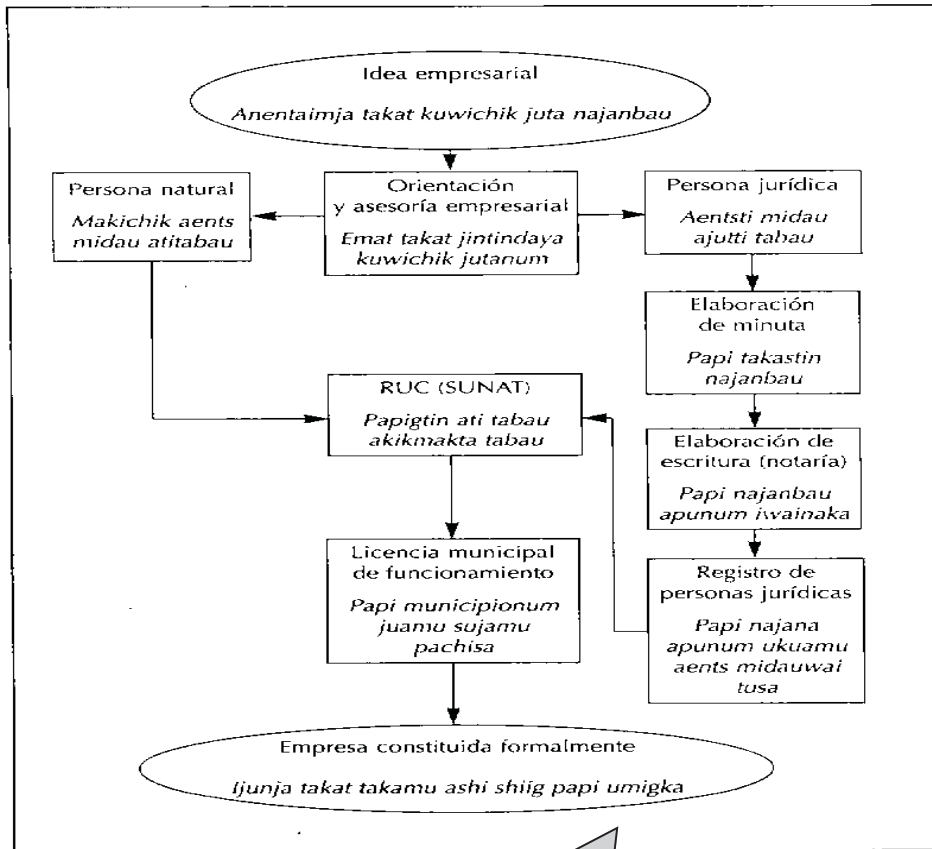 Idea empresarial
Anentaimja takat kuwichik juta najanbau
Persona natural
Makichik aents
midau atitabau
Orientación
y asesoría empresarial
Emat takat jintindaya
kuwichik jutanum
Persona jurídica
Aentsti midau
ajutti tabau
Elaboración
de minuta
Papi takastin
najanbau
RUC (SUNAT)
Papigtin ati tabau
akikmakta tabau
Elaboración de
escritura (notaría)
Papi najanbau
apunum iwainaka
Licencia municipal
de funcionamiento
Papi municipionum
juamu sujamu
pachisa
Registro de
personas jurídicas
Papi najana
apunum ukuamu
aents midauwai
tusa
Empresa constituida formalmente
Ijunja takat takamu ashi shiig papi umigka